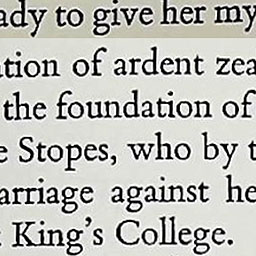 ady to give her my
ation of ardent zea
the foundation of
e Stopes, who by t
arriage against he
King's College.